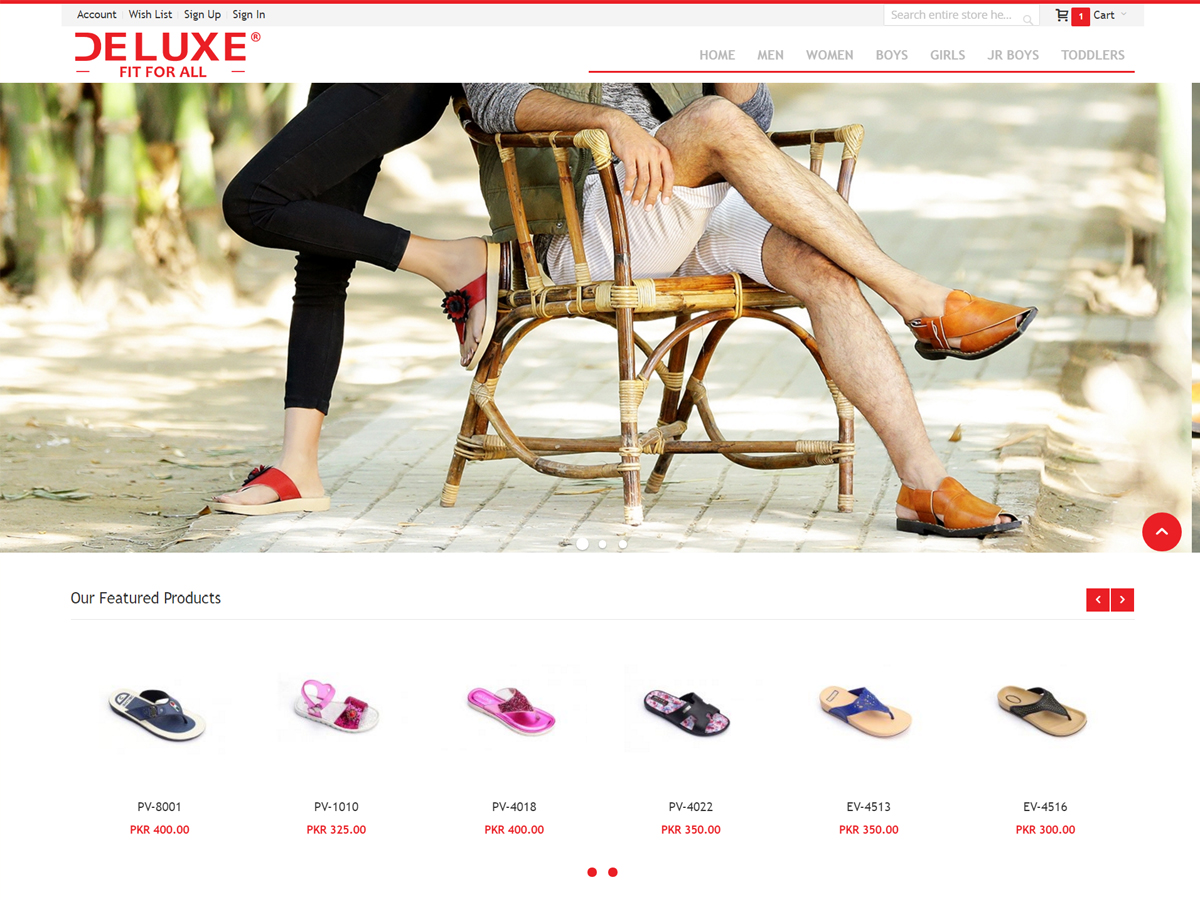 Account Wish List Sign Up Sign In
Search entire store he...
1 Cart
DELUXE®
FIT FOR ALL
HOME MEN WOMEN BOYS GIRLS JR BOYS TODDLERS
Our Featured Products
PV-8001 PV-1010 PV-4018 PV-4022 EV-4513 EV-4516
PKR 400.00 PKR 325.00 PKR 400.00 PKR 350.00 PKR 350.00 PKR 300.00